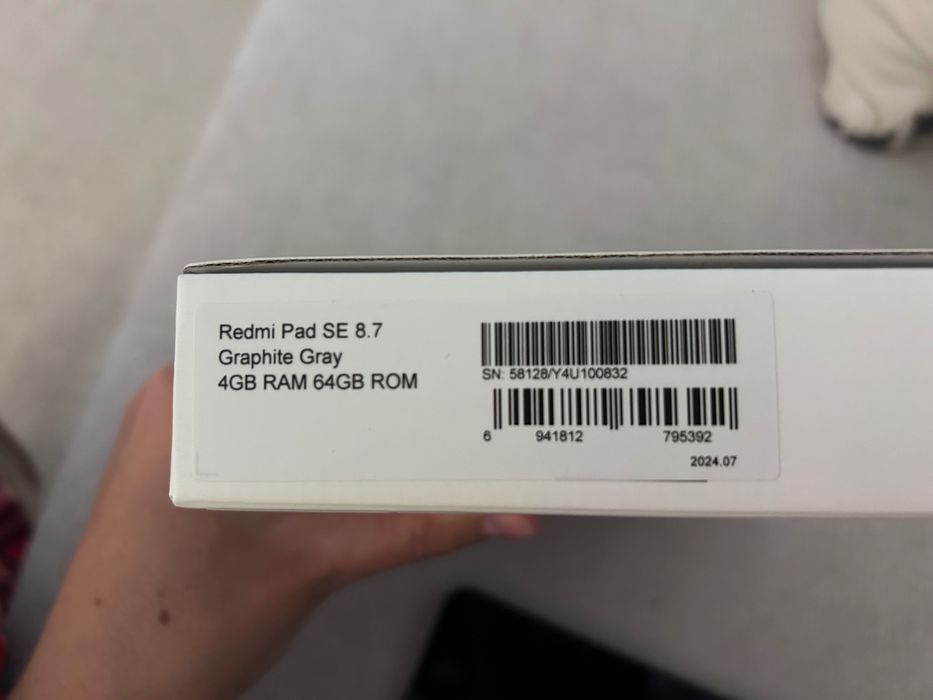 Redmi Pad SE 8.7
Graphite Gray
4GB RAM 64GB ROM
SN: 58128/Y4U100832
6 941812 795392
2024.07